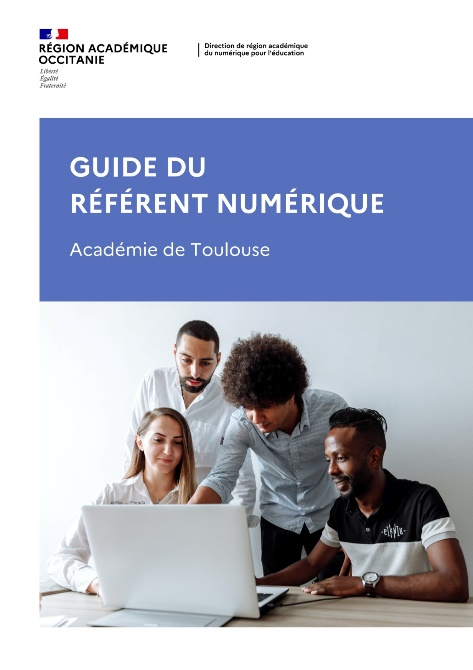 RÉGION ACADÉMIQUE
OCCITANIE
Liberté
Égalité
Fraternité
Direction de région académique
du numérique pour l'éducation
GUIDE DU
RÉFÉRENT NUMÉRIQUE
Académie de Toulouse